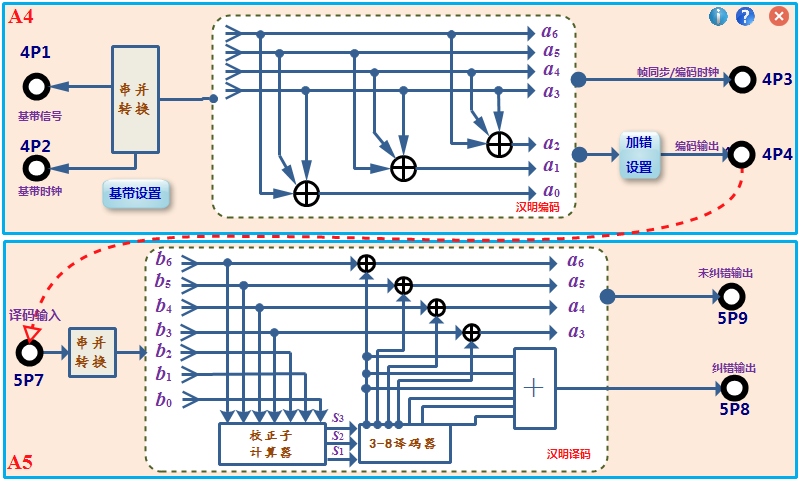 A4
4P1
基带信号
4P2
基带时钟
串并
转换
基带设置
a6
a5
a4
a3
a2
a1
a0
汉明编码
帧同步/编码时钟
4P3
加错
设置
编码输出
4P4
译码输入
5P7
串并
转换
b6
b5
b4
b3
b2
b1
b0
校正子
计算器
S3
S2
S1
3-8译码器
a6
a5
a4
a3
汉明译码
未纠错输出
5P9
纠错输出
5P8
A5